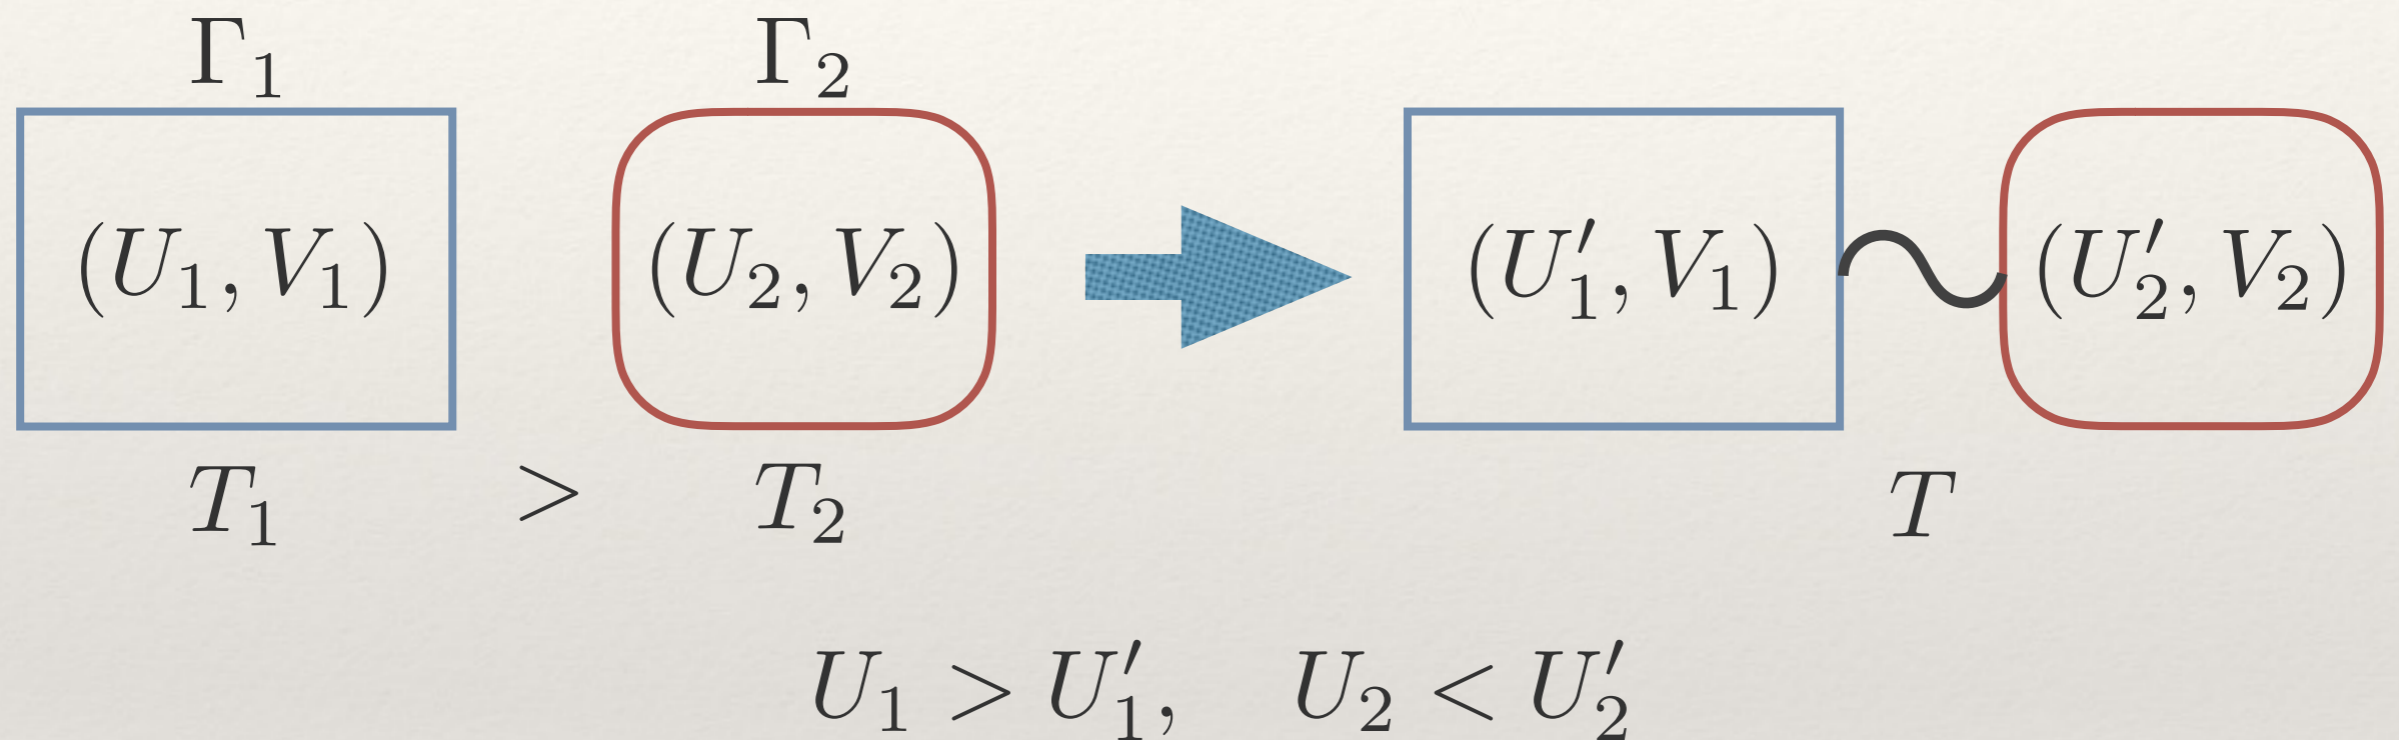 Γ₁ Γ₂
(U₁, V₁) (U₂, V₂) (U′₁, V₁) (U′₂, V₂)
T₁ > T₂ T
U₁ > U′₁, U₂ < U′₂